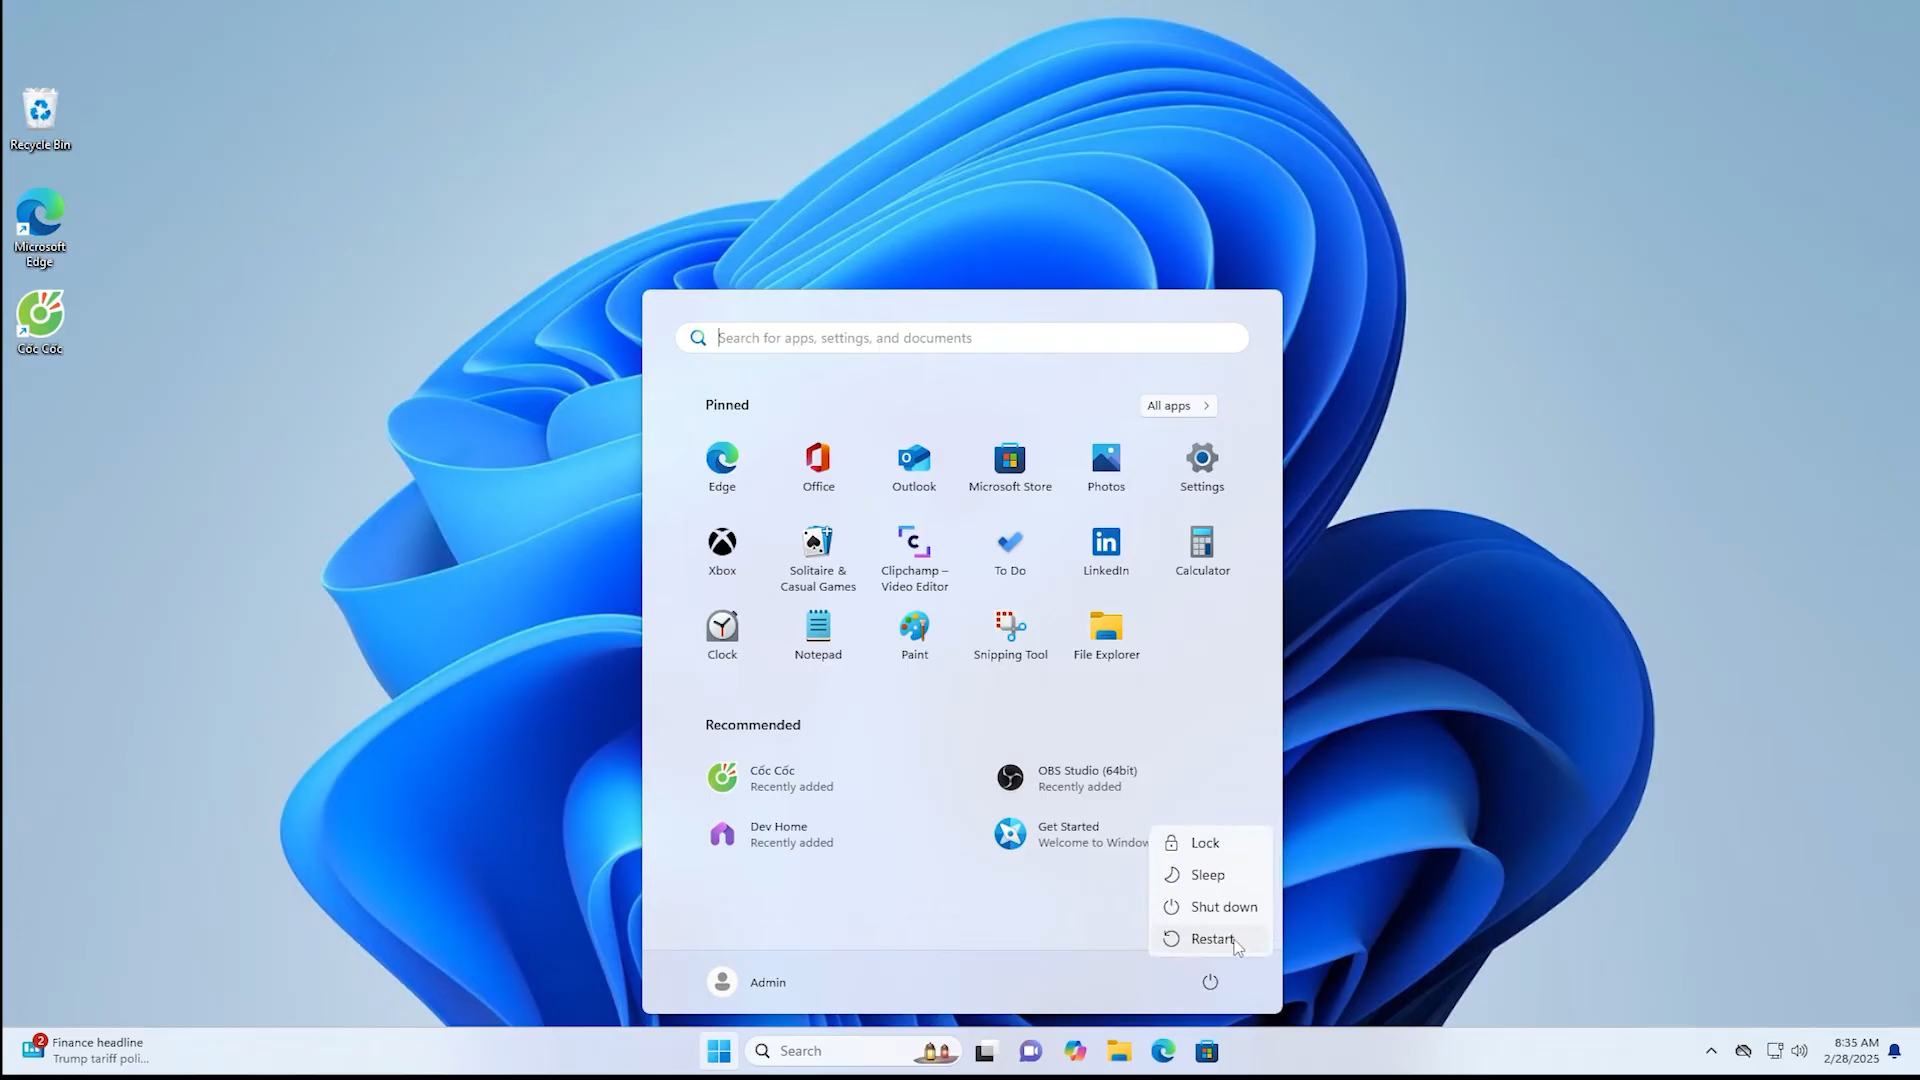 Recycle Bin
Microsoft
Edge
Cốc Cốc
Search for apps, settings, and documents
Pinned
All apps
Edge
Office
Outlook
Microsoft Store
Photos
Settings
Xbox
Solitaire &
Casual Games
Clipchamp –
Video Editor
To Do
LinkedIn
Calculator
Clock
Notepad
Paint
Snipping Tool
File Explorer
Recommended
Cốc Cốc
Recently added
OBS Studio (64bit)
Recently added
Dev Home
Recently added
Get Started
Welcome to Window
Lock
Sleep
Shut down
Restart
Admin
2
Finance headline
Trump tariff poli...
Search
8:35 AM
2/28/2025